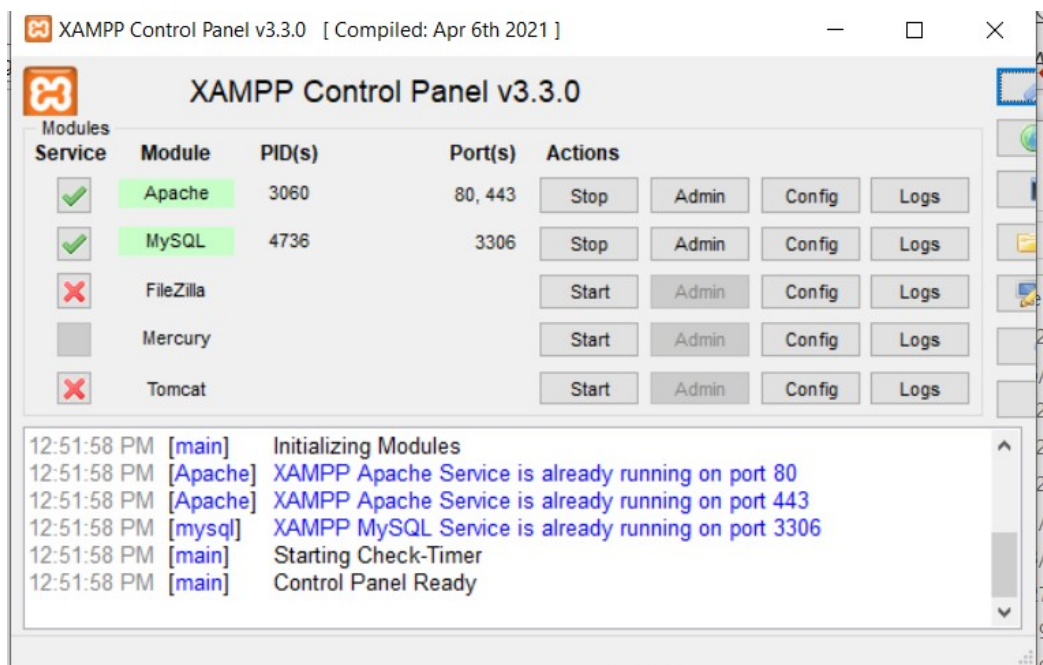 XAMPP Control Panel v3.3.0 [ Compiled: Apr 6th 2021 ]
XAMPP Control Panel v3.3.0
Modules
Service Module PID(s) Port(s) Actions
Apache 3060 80, 443 Stop Admin Config Logs
MySQL 4736 3306 Stop Admin Config Logs
FileZilla Start Admin Config Logs
Mercury Start Admin Config Logs
Tomcat Start Admin Config Logs
12:51:58 PM [main] Initializing Modules
12:51:58 PM [Apache] XAMPP Apache Service is already running on port 80
12:51:58 PM [Apache] XAMPP Apache Service is already running on port 443
12:51:58 PM [mysql] XAMPP MySQL Service is already running on port 3306
12:51:58 PM [main] Starting Check-Timer
12:51:58 PM [main] Control Panel Ready